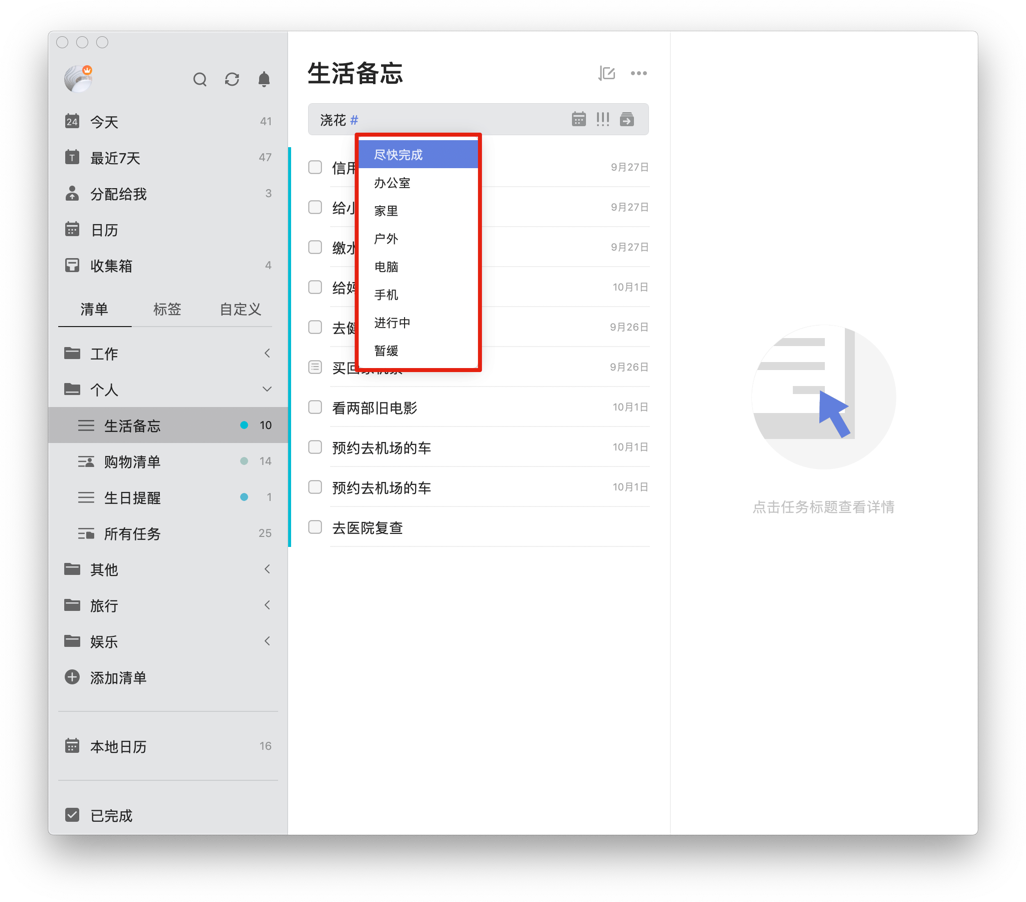 24
今天 41
T
最近7天 47
分配给我 3
日历
收集箱 4
清单 标签 自定义
工作
个人
生活备忘 10
购物清单 14
生日提醒 1
所有任务 25
其他
旅行
娱乐
添加清单
本地日历 16
已完成
生活备忘
浇花 #
尽快完成
办公室
家里
户外
电脑
手机
进行中
暂缓
信用 9月27日
给小 9月27日
缴水 9月27日
给 10月1日
去健 9月26日
买回 9月26日
看两部旧电影 10月1日
预约去机场的车 10月1日
预约去机场的车 10月1日
去医院复查
点击任务标题查看详情